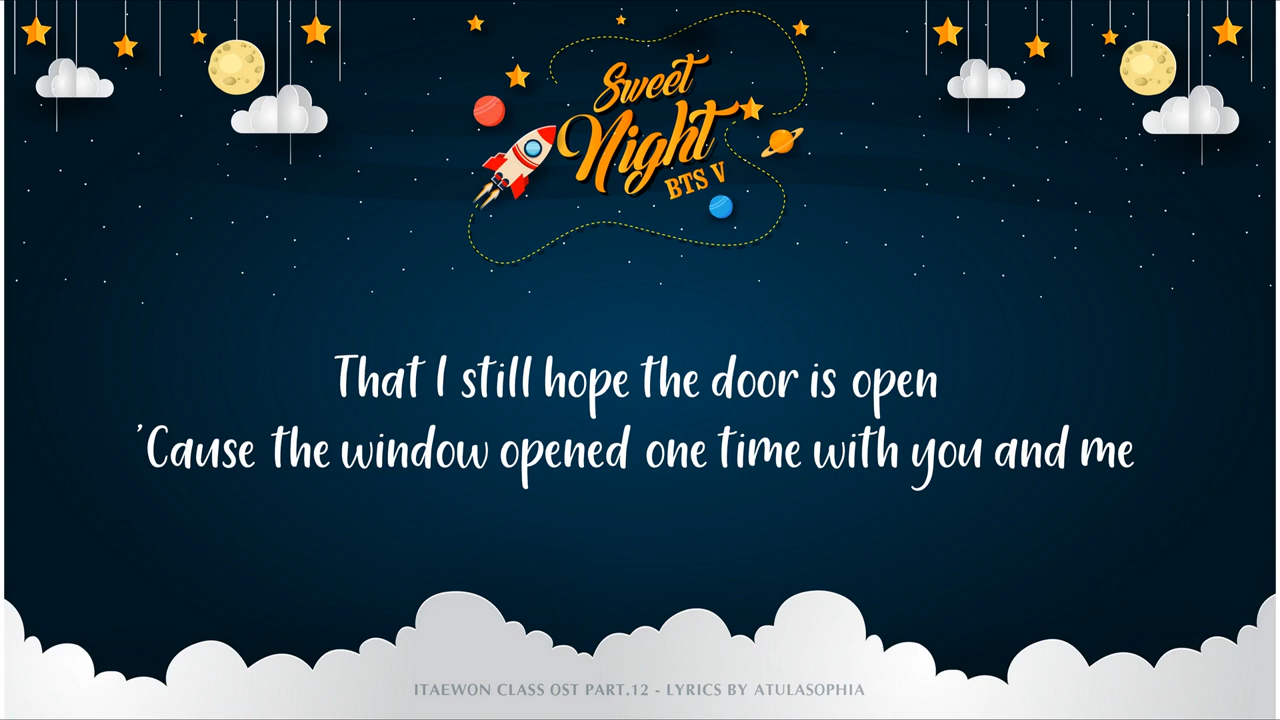 Sweet
Night
BTS V
That I still hope the door is open
'Cause the window opened one time with you and me
ITAEWON CLASS OST PART.12 - LYRICS BY ATULASOPHIA